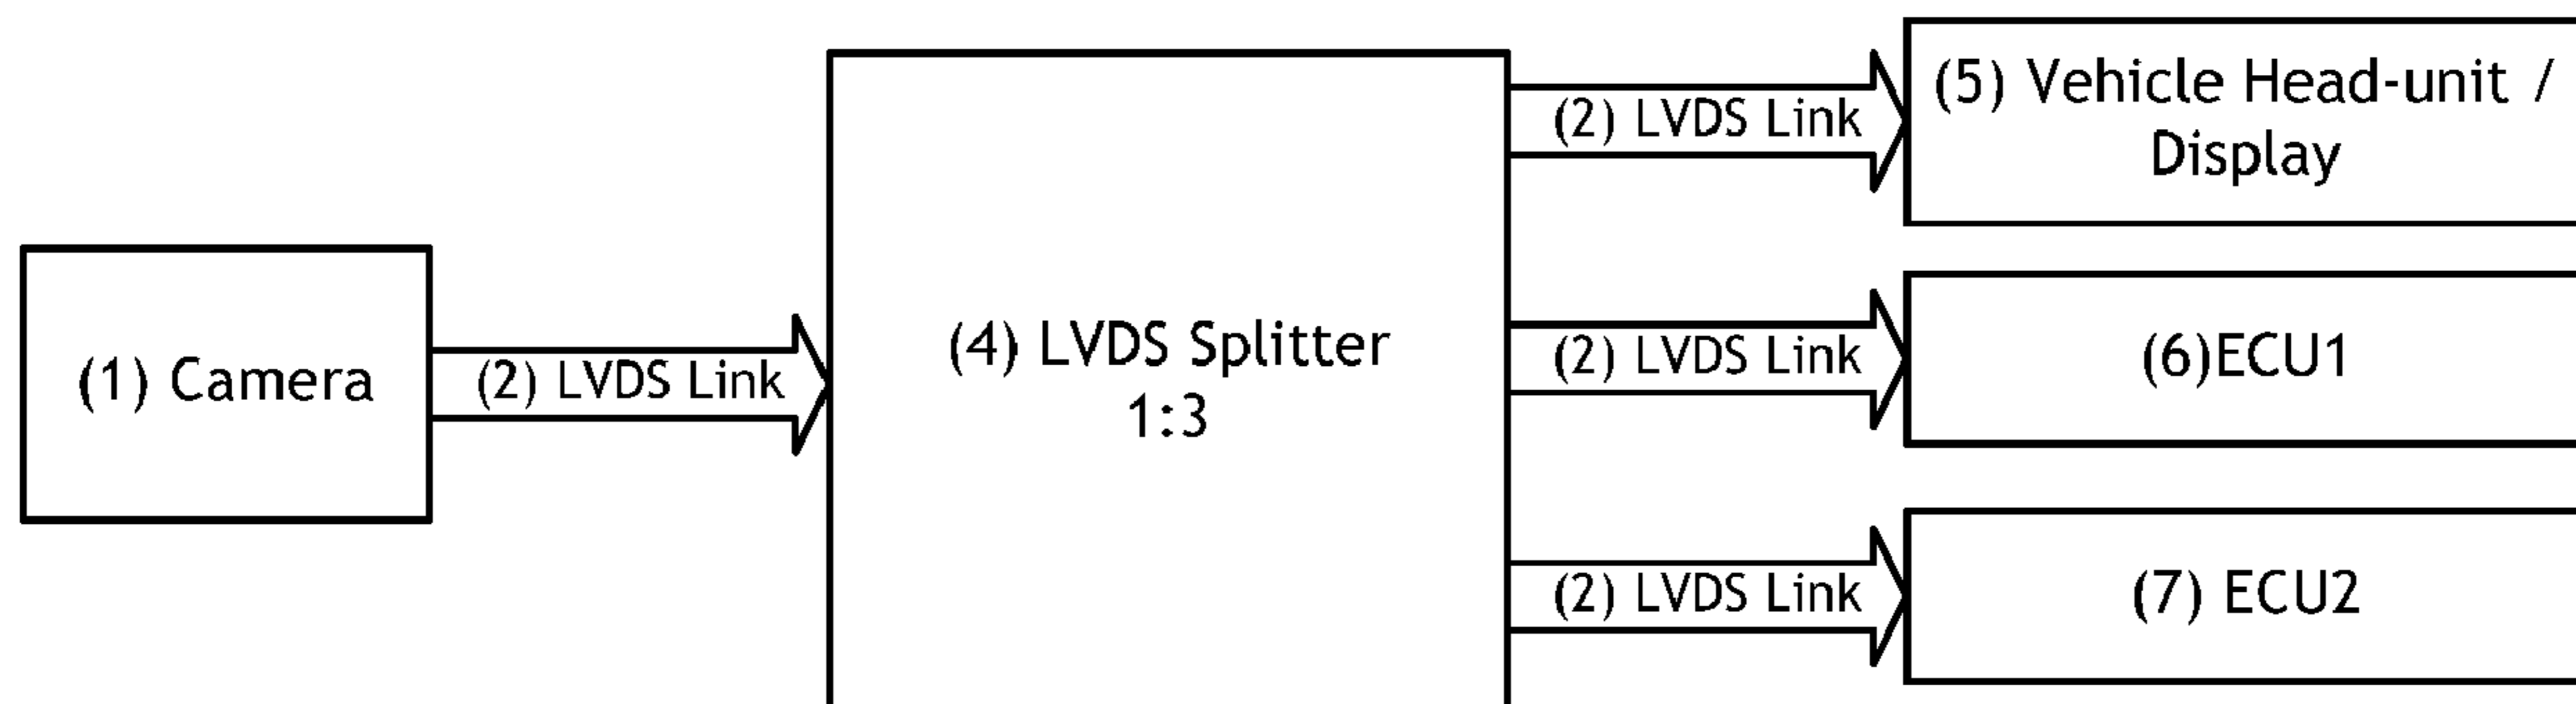 (1) Camera
(2) LVDS Link
(4) LVDS Splitter
1:3
(2) LVDS Link
(5) Vehicle Head-unit /
Display
(2) LVDS Link
(6)ECU1
(2) LVDS Link
(7) ECU2